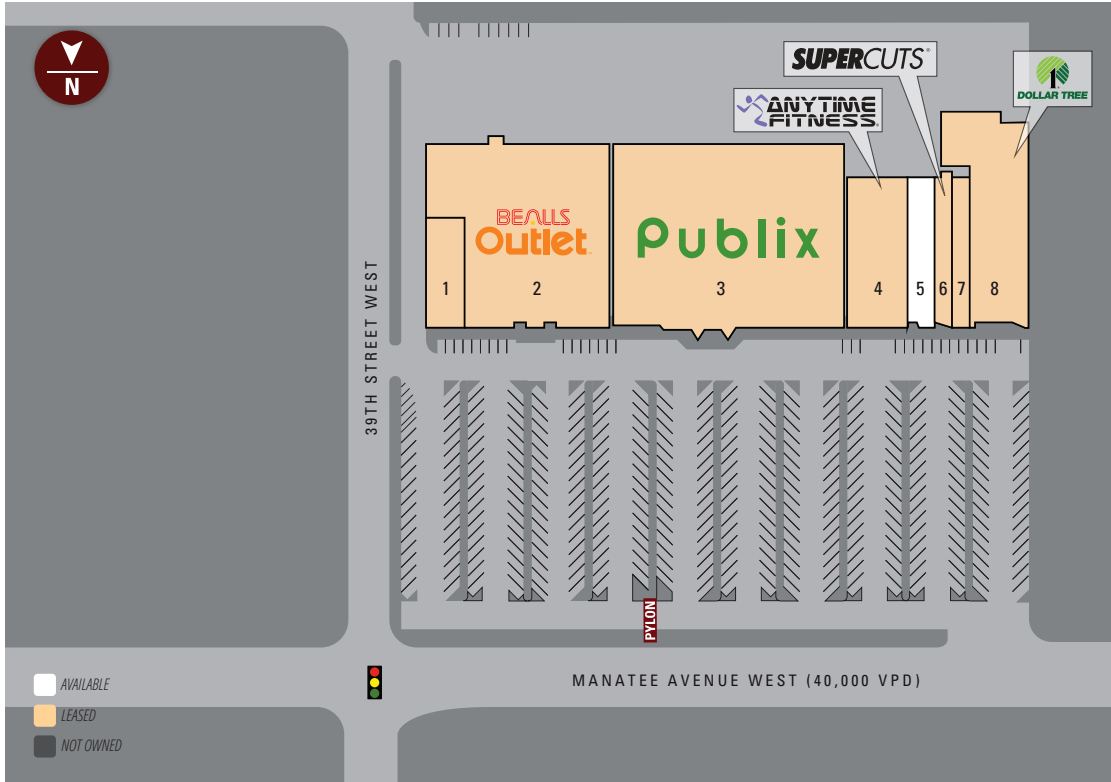 N
SUPERCUTS®
ANYTIME
FITNESS
DOLLAR TREE
BEALLS
Outlet
Publix
1
2
3
4
5
6
7
8
39TH STREET WEST
PYLON
MANATEE AVENUE WEST (40,000 VPD)
AVAILABLE
LEASED
NOT OWNED